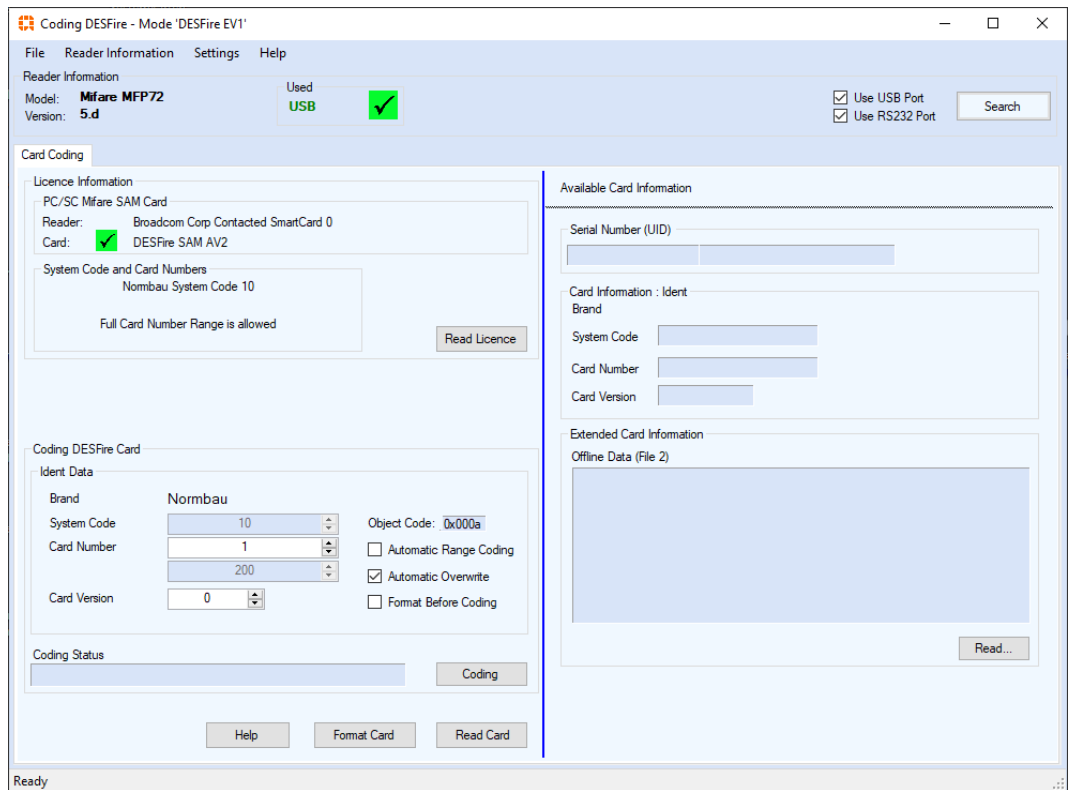 Coding DESFire - Mode 'DESFire EV1'
File Reader Information Settings Help
Reader Information
Model: Mifare MFP72
Version: 5.d
Used
USB
Use USB Port
Use RS232 Port
Search
Card Coding
Licence Information
PC/SC Mifare SAM Card
Reader: Broadcom Corp Contacted SmartCard 0
Card: DESFire SAM AV2
System Code and Card Numbers
Normbau System Code 10
Full Card Number Range is allowed
Read Licence
Coding DESFire Card
Ident Data
Brand Normbau
System Code 10 Object Code: 0x000a
Card Number 1 Automatic Range Coding
200 Automatic Overwrite
Card Version 0 Format Before Coding
Coding Status
Coding
Help Format Card Read Card
Available Card Information
Serial Number (UID)
Card Information : Ident
Brand
System Code
Card Number
Card Version
Extended Card Information
Offline Data (File 2)
Read...
Ready